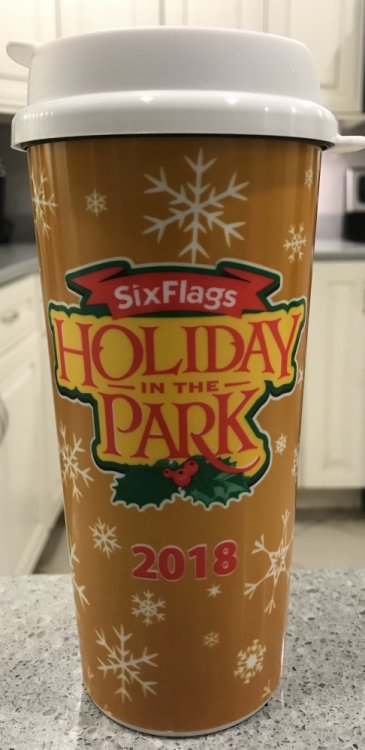 SixFlags
HOLIDAY
IN THE
PARK
2018